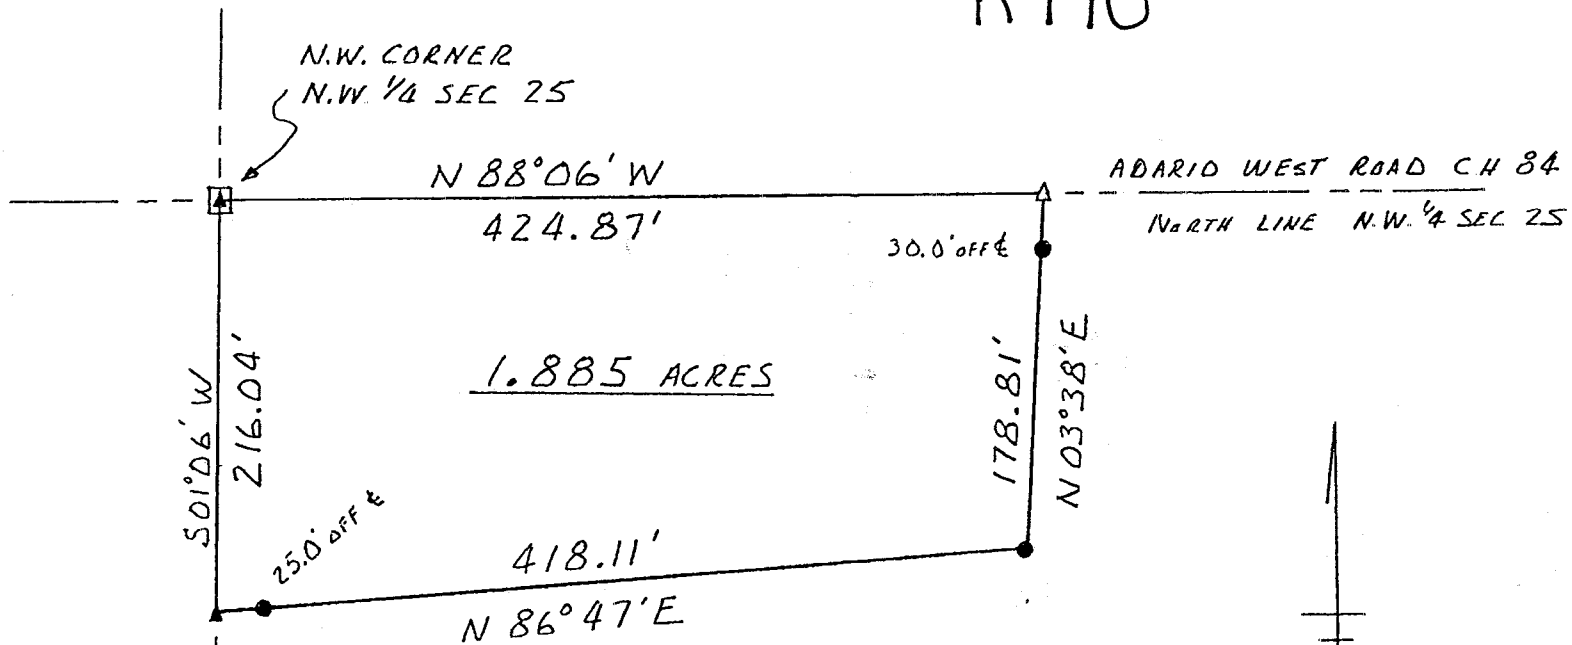 N.W. CORNER
N.W. 1/4 SEC 25
N 88°06' W
424.87'
ADARIO WEST ROAD CH 84
NORTH LINE N.W. 1/4 SEC 25
30.0' OFF ℄
1.885 ACRES
S01°06' W
216.04'
178.81'
N 03°38' E
25.0' OFF ℄
418.11'
N 86°47' E